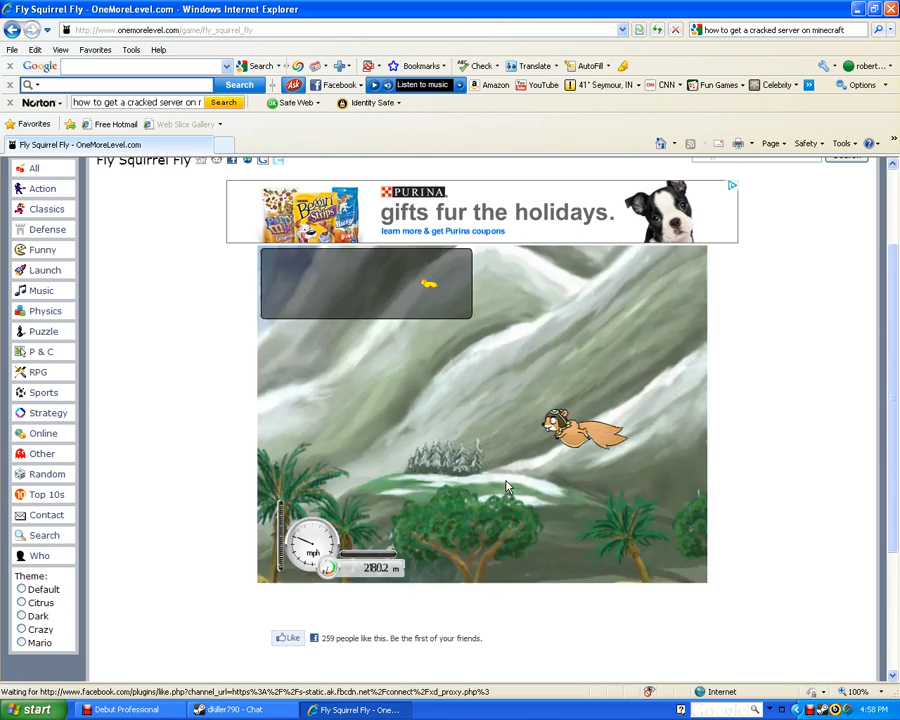 Fly Squirrel Fly - OneMoreLevel.com - Windows Internet Explorer
http://www.onemorelevel.com/game/fly_squirrel_fly
how to get a cracked server on minecraft
File Edit View Favorites Tools Help
Google Search Bookmarks Check Translate AutoFill robert...
Search Ask Facebook Listen to music Amazon YouTube 41° Seymour, IN CNN Fun Games Celebrity Options
Norton how to get a cracked server on r Search Safe Web Identity Safe
Favorites Free Hotmail Web Slice Gallery
Fly Squirrel Fly - OneMoreLevel.com Page Safety Tools
Fly Squirrel Fly
All
Action
Classics
Defense
Funny
Launch
Music
Physics
Puzzle
P & C
RPG
Sports
Strategy
Online
Other
Random
10 Top 10s
Contact
Search
Who
Theme:
Default
Citrus
Dark
Crazy
Mario
PURINA
gifts fur the holidays.
learn more & get Purina coupons
mph
2180.2 m
Like 259 people like this. Be the first of your friends.
Waiting for http://www.facebook.com/plugins/like.php?channel_url=https%3A%2F%2Fs-static.ak.fbcdn.net%2Fconnect%2Fxd_proxy.php%3 Internet 100%
start Debut Professional dkiller790 - Chat Fly Squirrel Fly - One... 4:58 PM